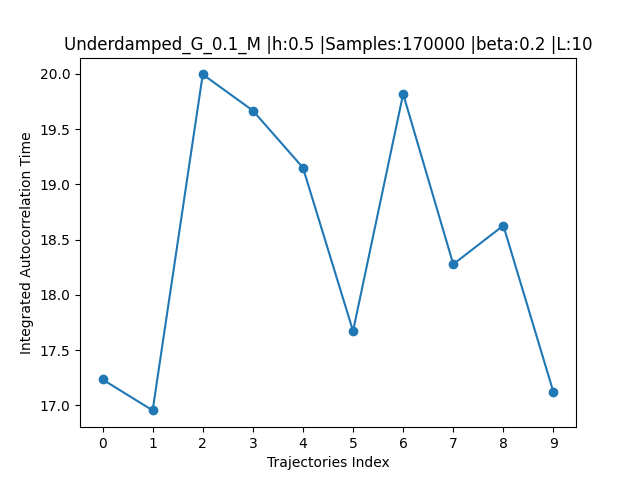 Underdamped_G_0.1_M |h:0.5 |Samples:170000 |beta:0.2 |L:10
20.0
19.5
19.0
18.5
18.0
17.5
17.0
Integrated Autocorrelation Time
0 1 2 3 4 5 6 7 8 9
Trajectories Index